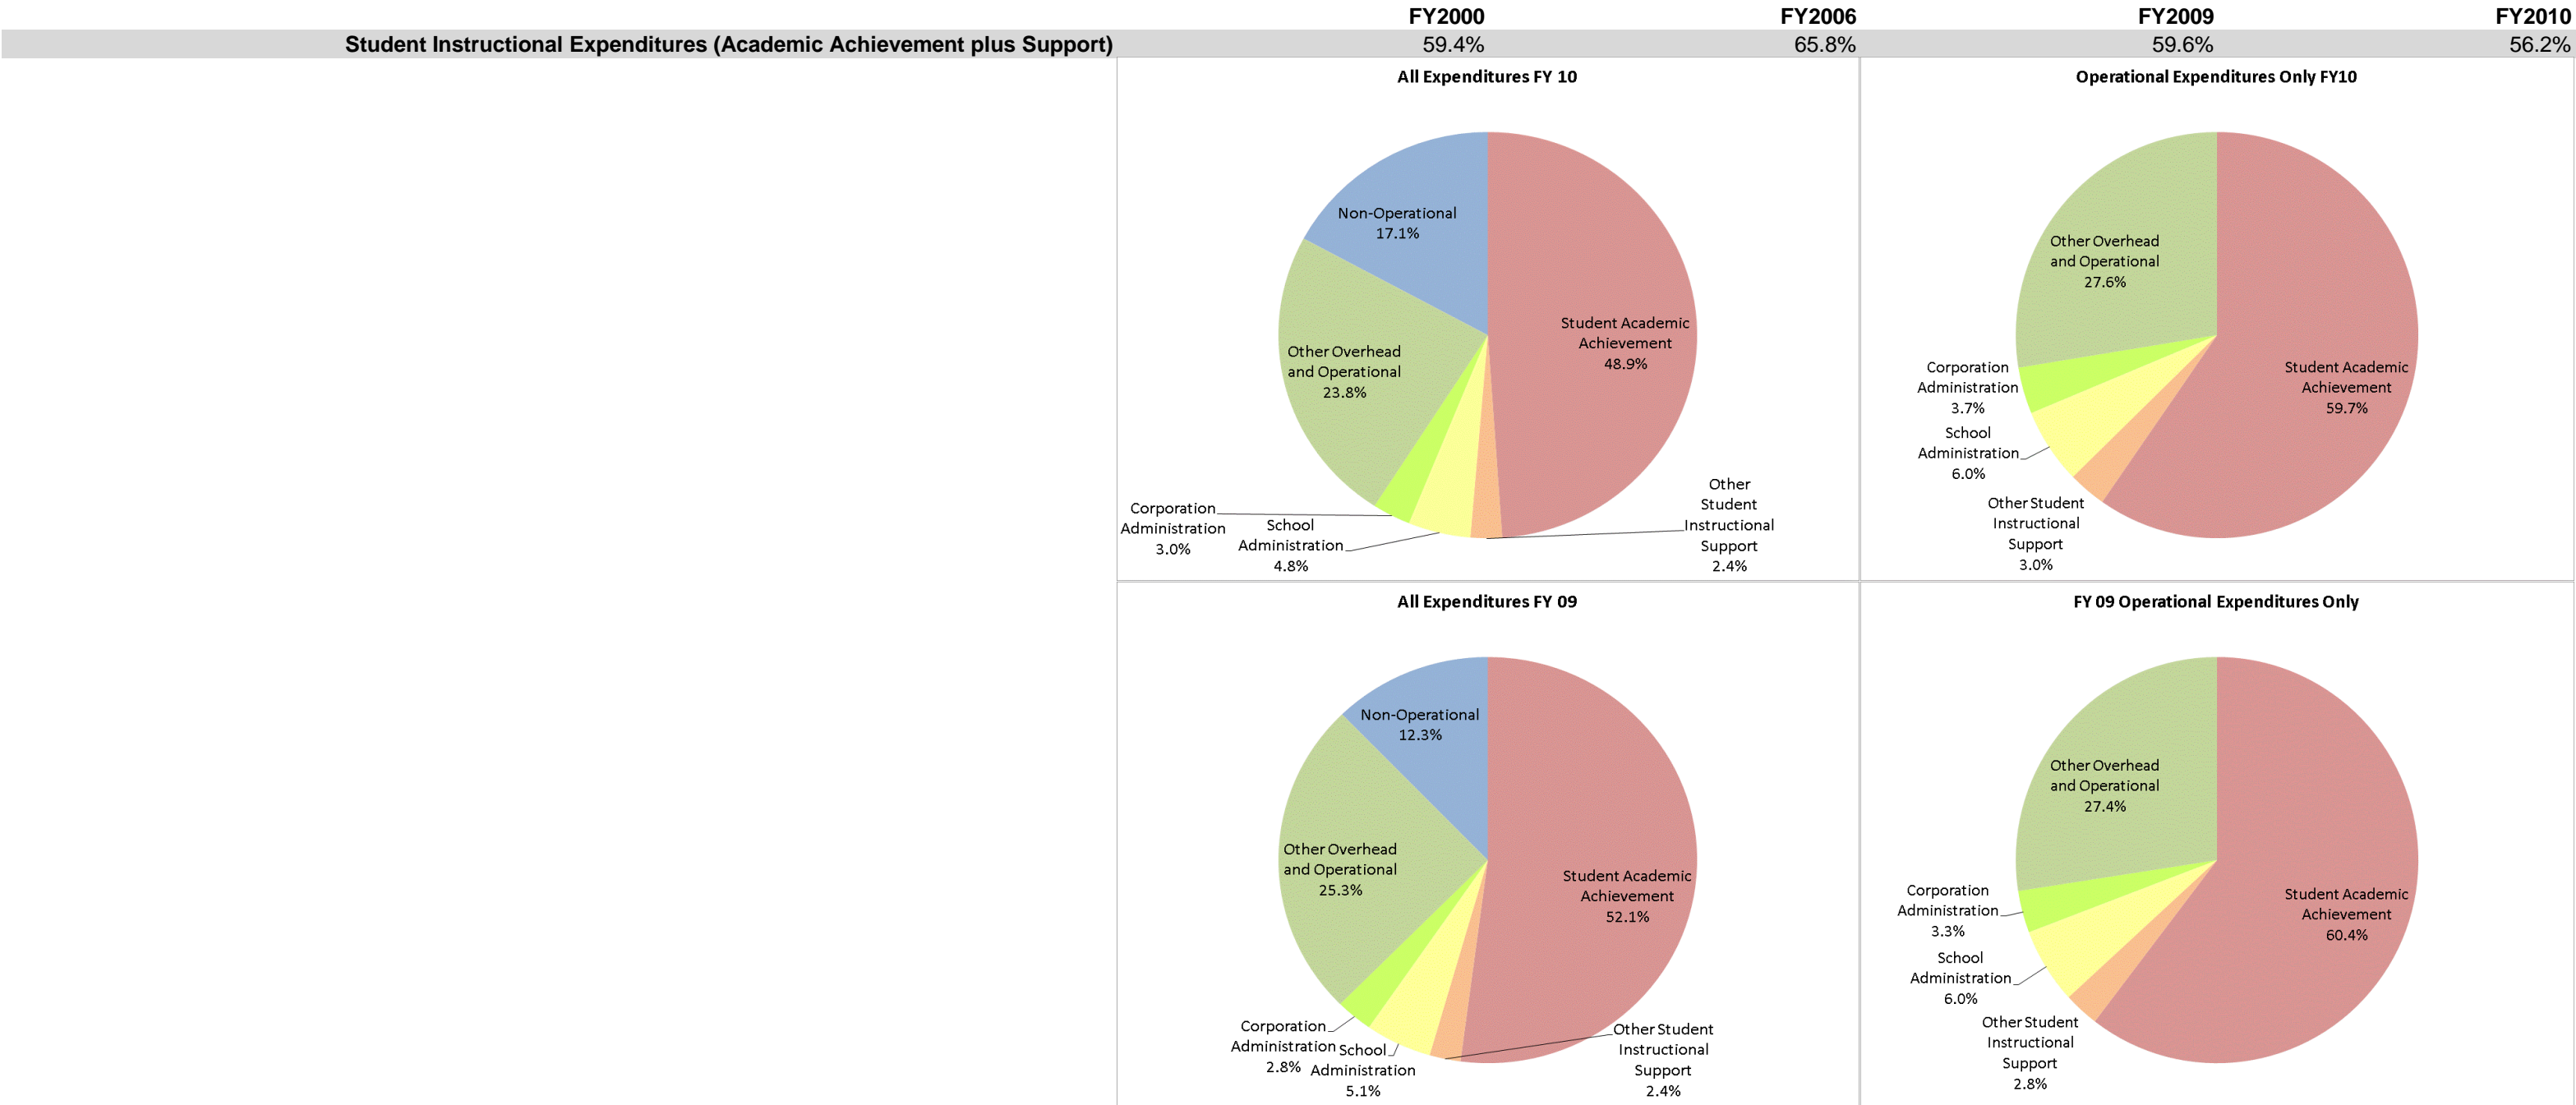 FY2000 FY2006 FY2009 FY2010
Student Instructional Expenditures (Academic Achievement plus Support) 59.4% 65.8% 59.6% 56.2%
All Expenditures FY 10
Non-Operational
17.1%
Student Academic
Achievement
48.9%
Other Overhead
and Operational
23.8%
Corporation
Administration
3.0%
School
Administration
4.8%
Other
Student
Instructional
Support
2.4%
Operational Expenditures Only FY10
Other Overhead
and Operational
27.6%
Student Academic
Achievement
59.7%
Corporation
Administration
3.7%
School
Administration
6.0%
Other Student
Instructional
Support
3.0%
All Expenditures FY 09
Non-Operational
12.3%
Other Overhead
and Operational
25.3%
Student Academic
Achievement
52.1%
Corporation
Administration
2.8%
School
Administration
5.1%
Other Student
Instructional
Support
2.4%
FY 09 Operational Expenditures Only
Other Overhead
and Operational
27.4%
Student Academic
Achievement
60.4%
Corporation
Administration
3.3%
School
Administration
6.0%
Other Student
Instructional
Support
2.8%